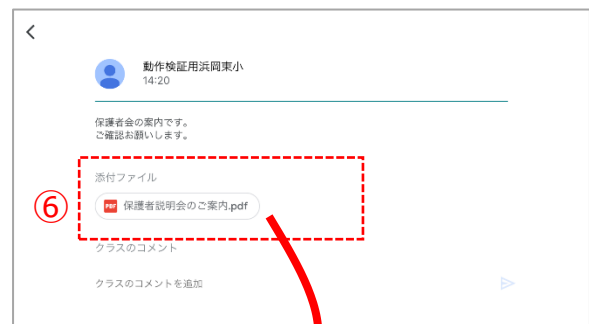 動作検証用浜岡東小
14:20
保護者会の案内です。
ご確認お願いします。
添付ファイル
⑥
PDF 保護者説明会のご案内.pdf
クラスのコメント
クラスのコメントを追加